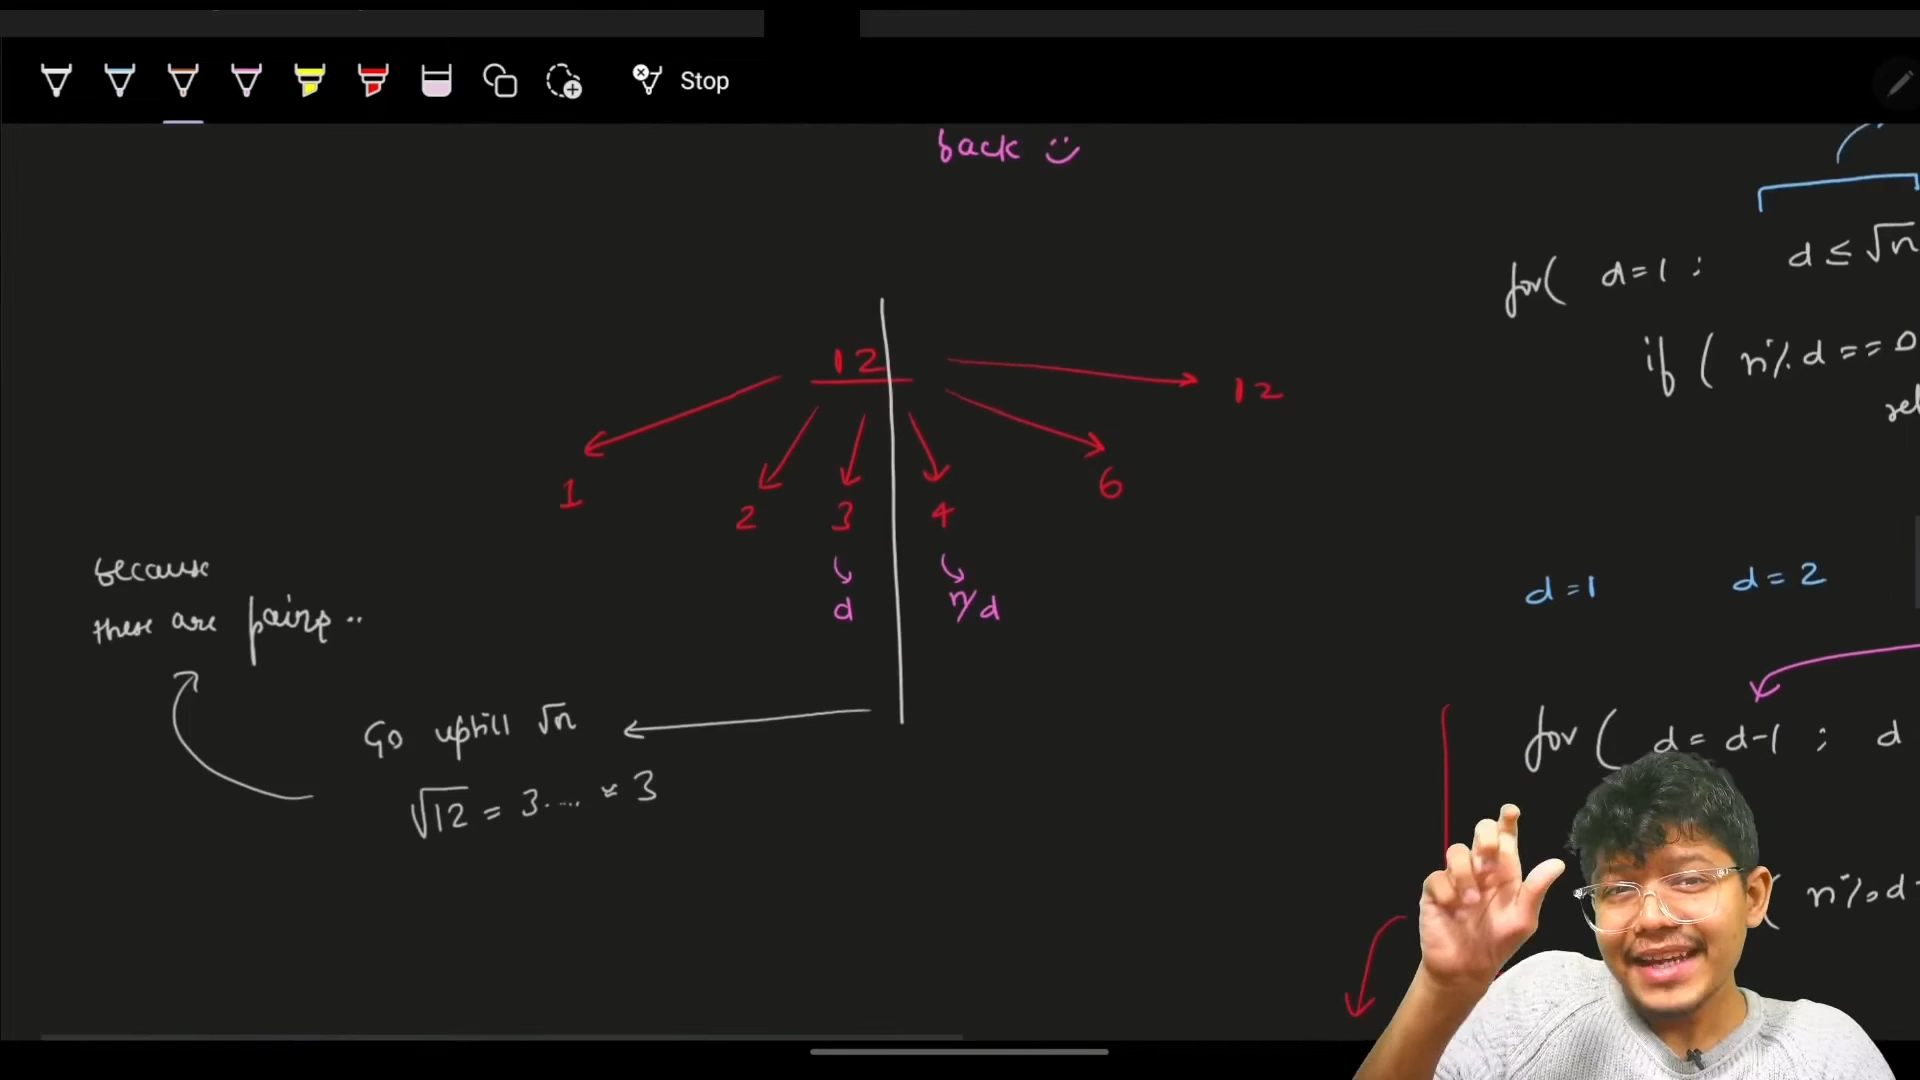 Stop
back
12
12
1
2
3
4
6
d
n/d
because
these are pairs..
Go uptill √n
√12 = 3..... ≈ 3
for( d=1 ; d ≤ √n
if ( n%d==0
d=1 d=2
for ( d= d-1 ; d
( n%d